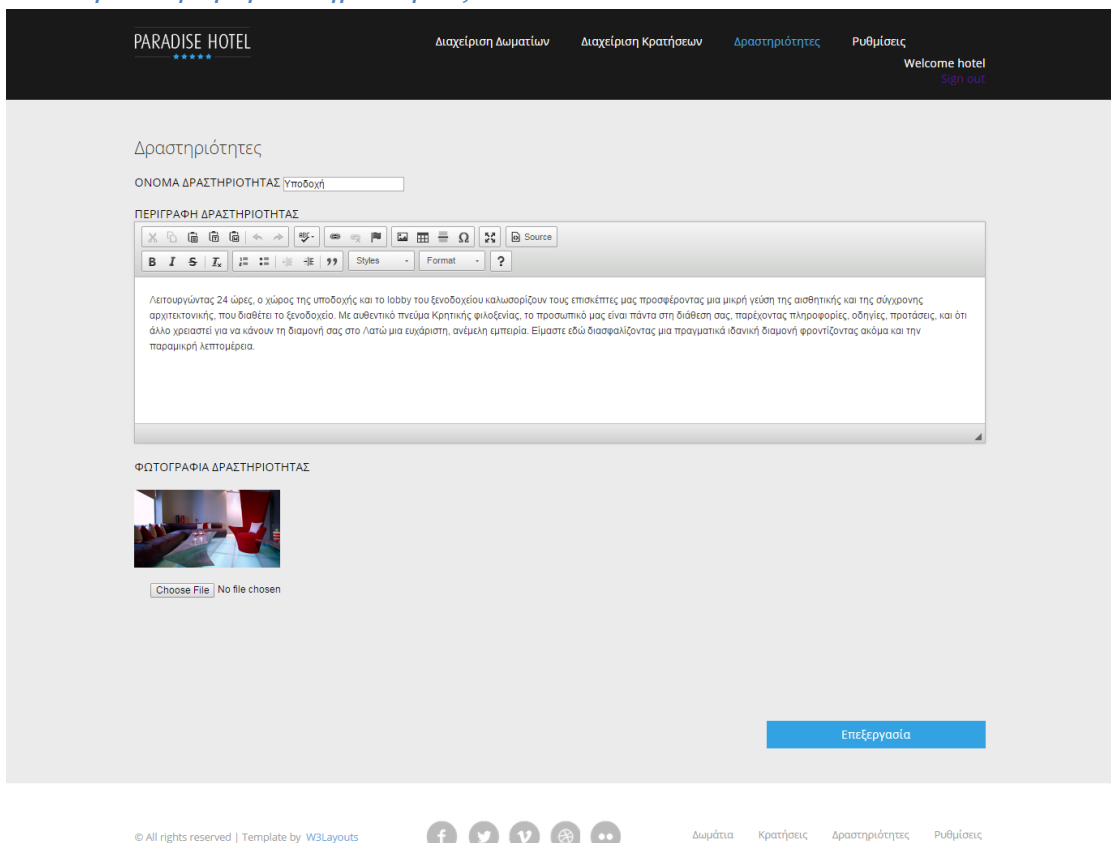 PARADISE HOTEL
Διαχείριση Δωματίων Διαχείριση Κρατήσεων Δραστηριότητες Ρυθμίσεις
Welcome hotel
Sign out
Δραστηριότητες
ΟΝΟΜΑ ΔΡΑΣΤΗΡΙΟΤΗΤΑΣ Υποδοχή
ΠΕΡΙΓΡΑΦΗ ΔΡΑΣΤΗΡΙΟΤΗΤΑΣ
Source
B I S Ix Styles Format ?
Λειτουργώντας 24 ώρες, ο χώρος της υποδοχής και το lobby του ξενοδοχείου καλωσορίζουν τους επισκέπτες μας προσφέροντας μια μικρή γεύση της αισθητικής και της σύγχρονης
αρχιτεκτονικής, που διαθέτει το ξενοδοχείο. Με αυθεντικό πνεύμα Κρητικής φιλοξενίας, το προσωπικό μας είναι πάντα στη διάθεση σας, παρέχοντας πληροφορίες, οδηγίες, προτάσεις, και ότι
άλλο χρειαστεί για να κάνουν τη διαμονή σας στο Λατώ μια ευχάριστη, ανέμελη εμπειρία. Είμαστε εδώ διασφαλίζοντας μια πραγματικά ιδανική διαμονή φροντίζοντας ακόμα και την
παραμικρή λεπτομέρεια.
ΦΩΤΟΓΡΑΦΙΑ ΔΡΑΣΤΗΡΙΟΤΗΤΑΣ
Choose File No file chosen
Επεξεργασία
© All rights reserved | Template by W3Layouts Δωμάτια Κρατήσεις Δραστηριότητες Ρυθμίσεις